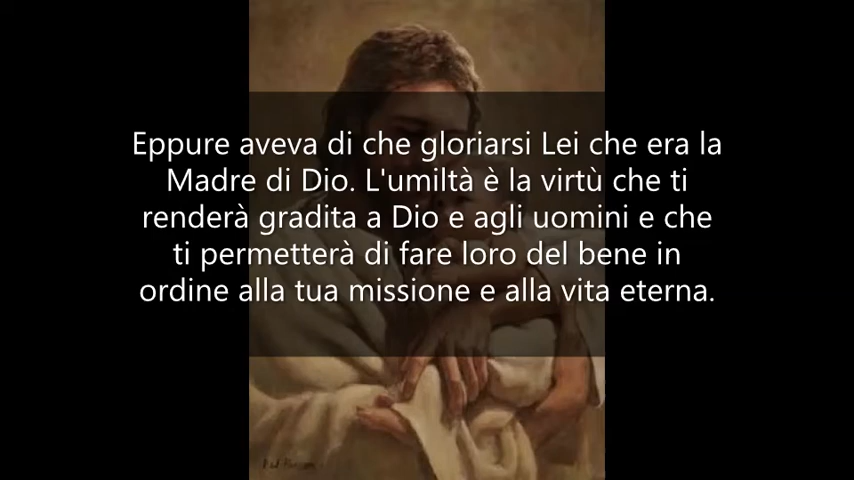 Eppure aveva di che gloriarsi Lei che era la
Madre di Dio. L'umiltà è la virtù che ti
renderà gradita a Dio e agli uomini e che
ti permetterà di fare loro del bene in
ordine alla tua missione e alla vita eterna.